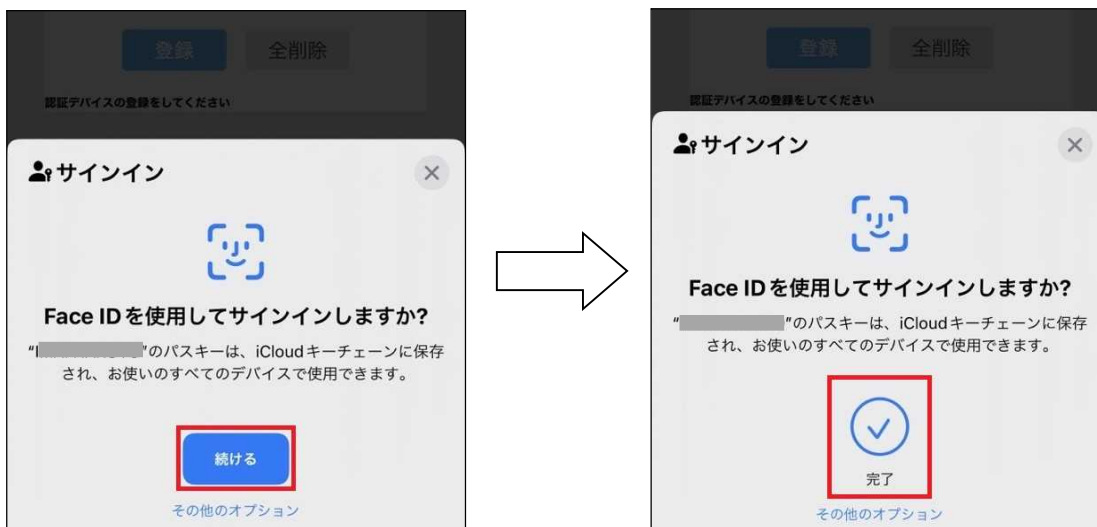 登録 全削除
認証デバイスの登録をしてください
サインイン
Face IDを使用してサインインしますか?
“ ”のパスキーは、iCloudキーチェーンに保存
され、お使いのすべてのデバイスで使用できます。
続ける
その他のオプション
登録 全削除
認証デバイスの登録をしてください
サインイン
Face IDを使用してサインインしますか?
“ ”のパスキーは、iCloudキーチェーンに保存
され、お使いのすべてのデバイスで使用できます。
完了
その他のオプション